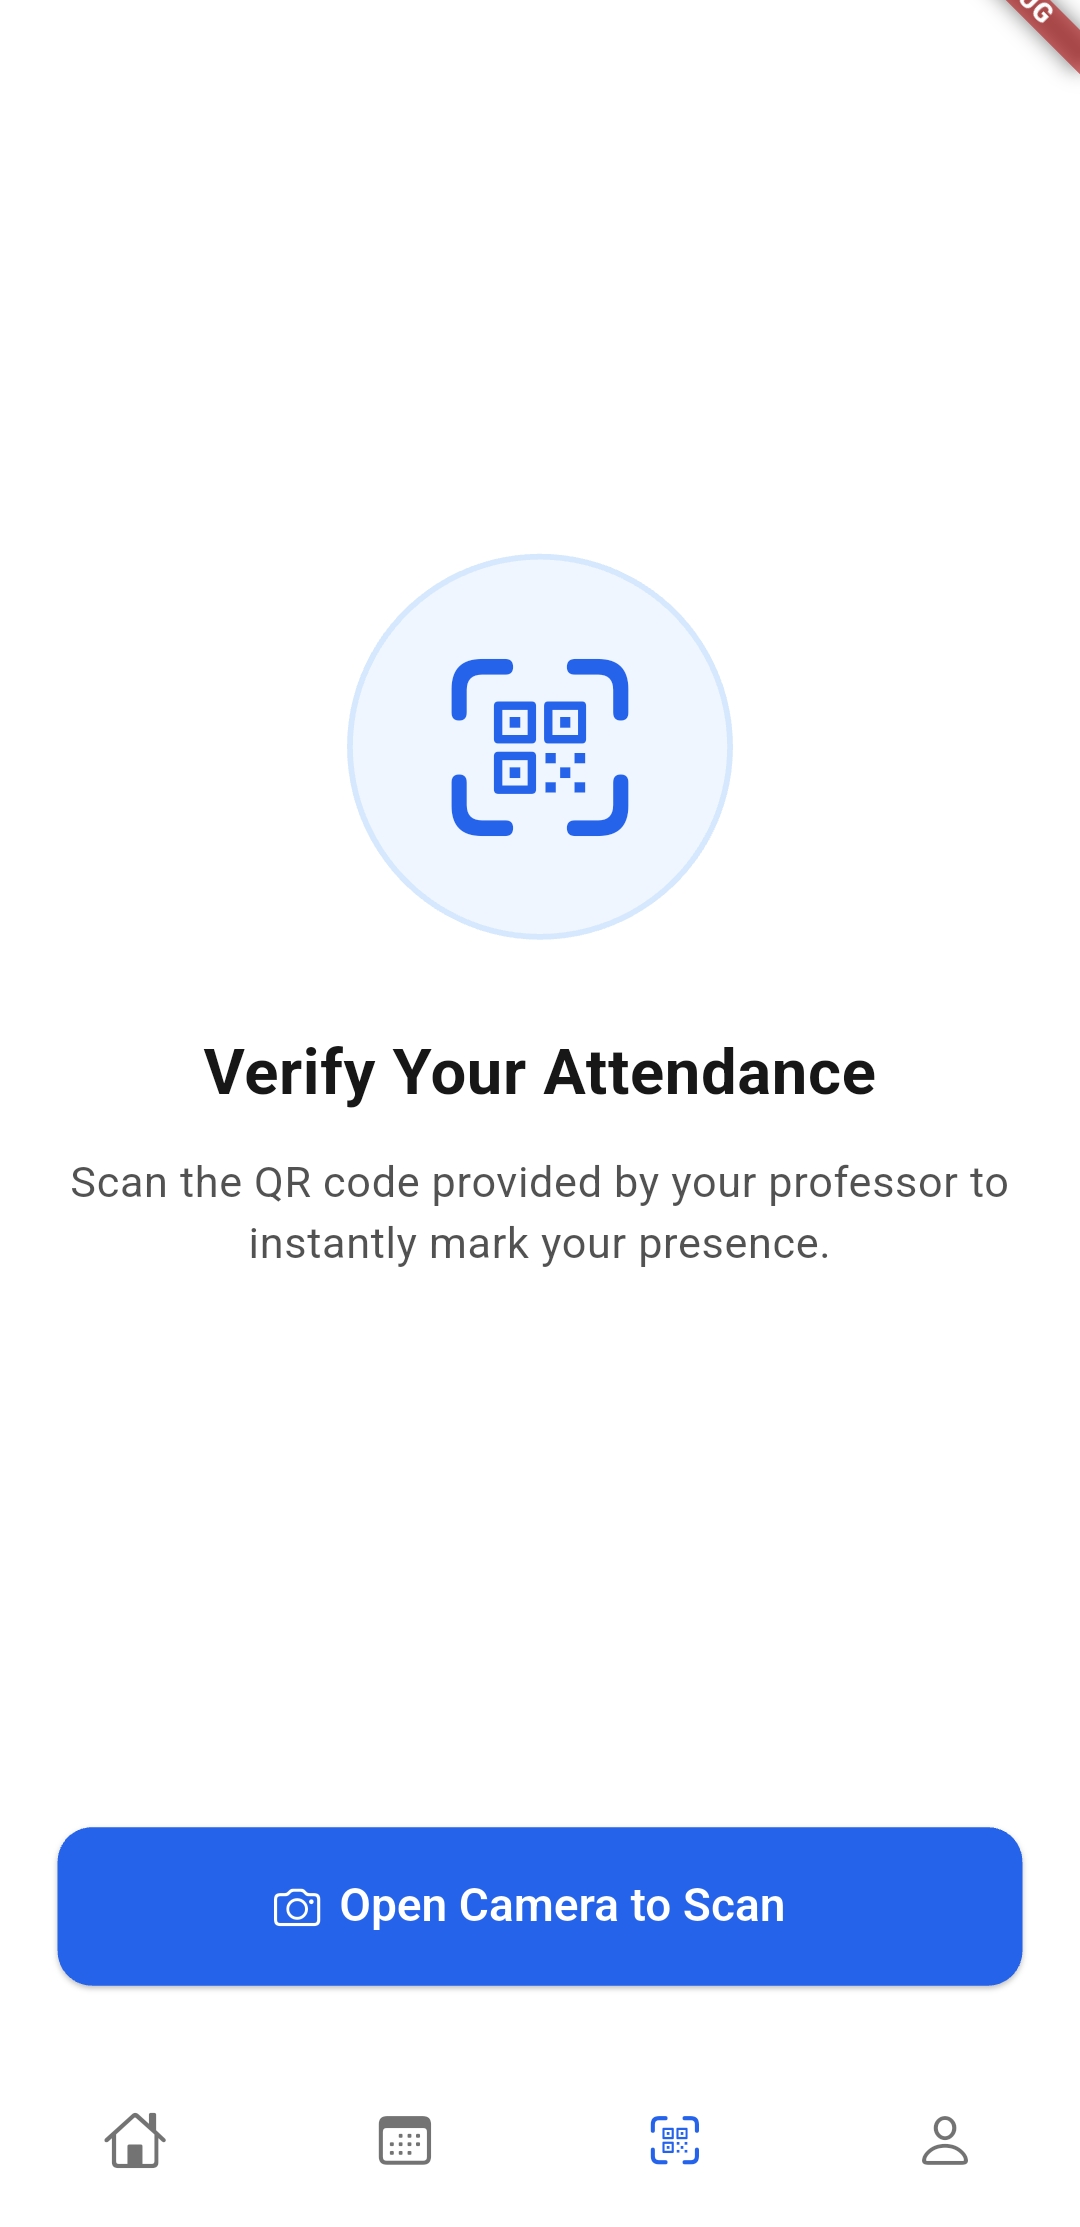 Verify Your Attendance
Scan the QR code provided by your professor to
instantly mark your presence.
Open Camera to Scan